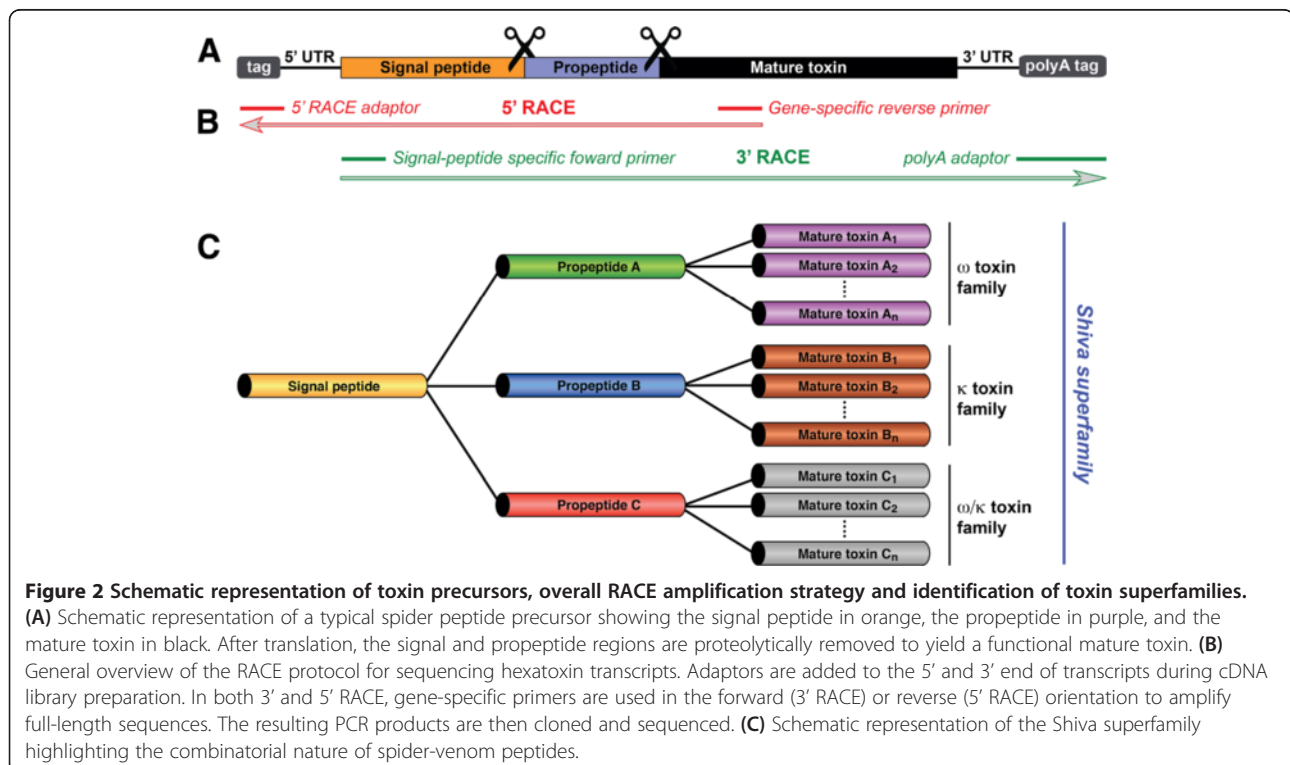 A
tag
5’ UTR
Signal peptide
Propeptide
Mature toxin
3’ UTR
polyA tag
B
5’ RACE adaptor
5’ RACE
Gene-specific reverse primer
Signal-peptide specific foward primer
3’ RACE
polyA adaptor
C
Signal peptide
Propeptide A
Mature toxin A1
Mature toxin A2
Mature toxin An
ω toxin
family
Propeptide B
Mature toxin B1
Mature toxin B2
Mature toxin Bn
κ toxin
family
Propeptide C
Mature toxin C1
Mature toxin C2
Mature toxin Cn
ω/κ toxin
family
Shiva superfamily
Figure 2 Schematic representation of toxin precursors, overall RACE amplification strategy and identification of toxin superfamilies.
(A) Schematic representation of a typical spider peptide precursor showing the signal peptide in orange, the propeptide in purple, and the
mature toxin in black. After translation, the signal and propeptide regions are proteolytically removed to yield a functional mature toxin. (B)
General overview of the RACE protocol for sequencing hexatoxin transcripts. Adaptors are added to the 5’ and 3’ end of transcripts during cDNA
library preparation. In both 3’ and 5’ RACE, gene-specific primers are used in the forward (3’ RACE) or reverse (5’ RACE) orientation to amplify
full-length sequences. The resulting PCR products are then cloned and sequenced. (C) Schematic representation of the Shiva superfamily
highlighting the combinatorial nature of spider-venom peptides.